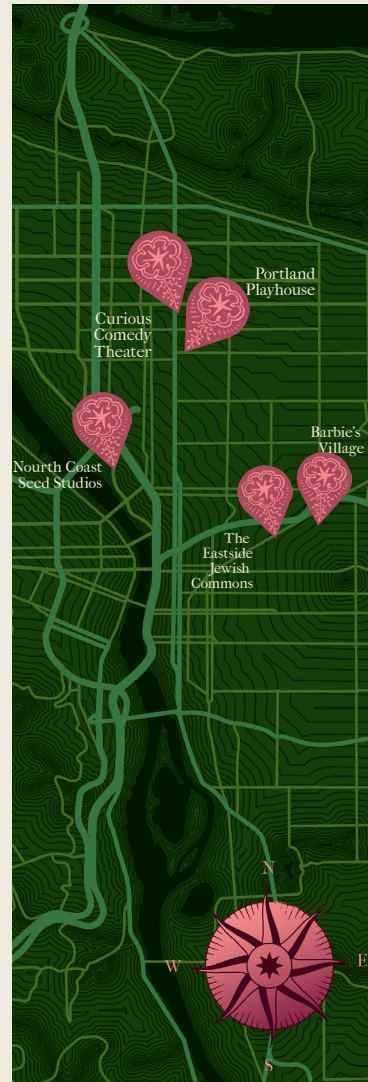 Portland
Playhouse
Curious
Comedy
Theater
Barbie's
Village
Nourth Coast
Seed Studios
The
Eastside
Jewish
Commons
N
W
E
S